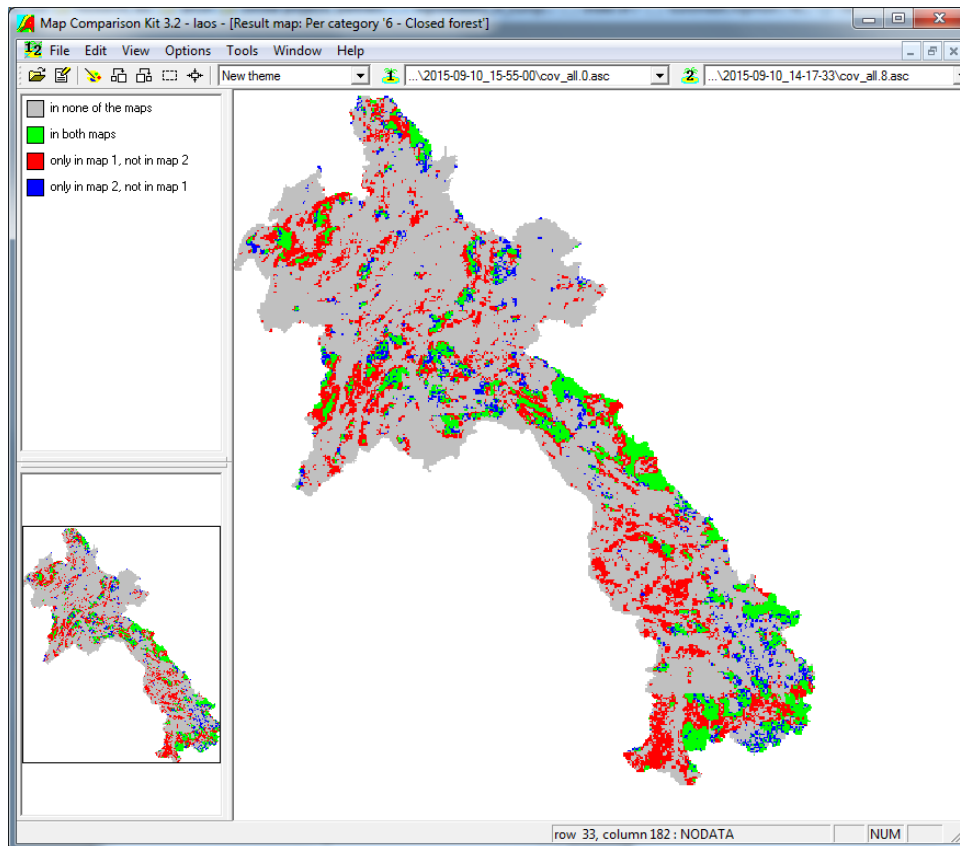 Map Comparison Kit 3.2 - laos - [Result map: Per category '6 - Closed forest']
File Edit View Options Tools Window Help
New theme 1 ...\2015-09-10_15-55-00\cov_all.0.asc 2 ...\2015-09-10_14-17-33\cov_all.8.asc
in none of the maps
in both maps
only in map 1, not in map 2
only in map 2, not in map 1
row 33, column 182 : NODATA NUM